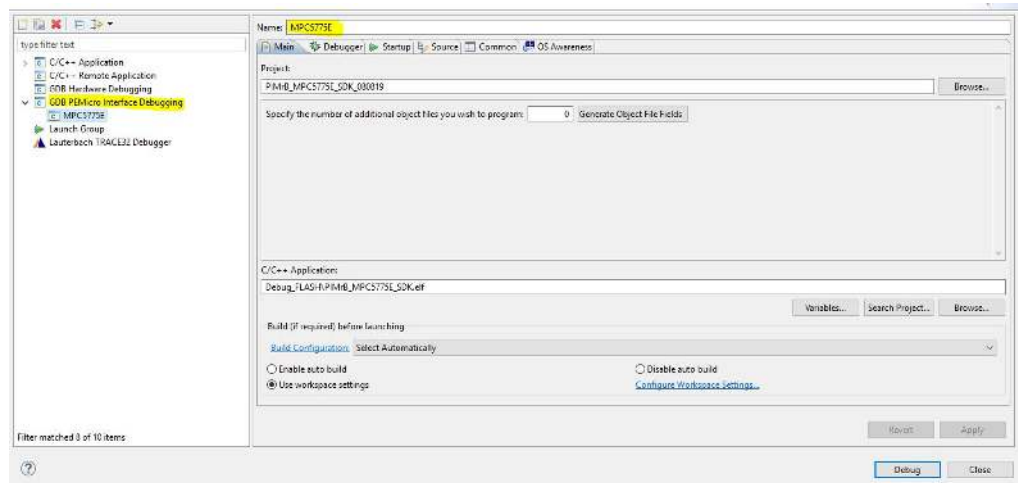 Name: MPC5775E
type filter text
Main Debugger Startup Source Common OS Awareness
C/C++ Application
C/C++ Remote Application
GDB Hardware Debugging
GDB PEMicro Interface Debugging
MPC5775E
Launch Group
Lauterbach TRACE32 Debugger
Project:
PIMrB_MPC5775E_SDK_080819
Browse...
Specify the number of additional object files you wish to program: 0 Generate Object File Fields
C/C++ Application:
Debug_FLASH\PIMrB_MPC5775E_SDK.elf
Variables... Search Project... Browse...
Build (if required) before launching
Build Configuration: Select Automatically
Enable auto build Disable auto build
Use workspace settings Configure Workspace Settings...
Filter matched 8 of 10 items
Revert Apply
Debug Close